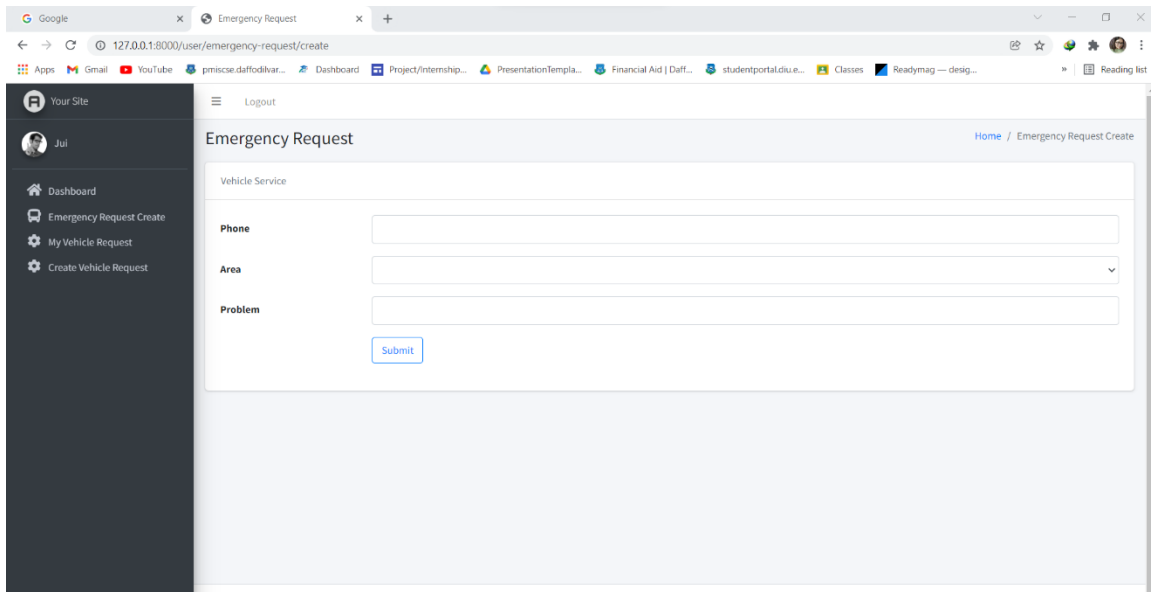 Google
Emergency Request
127.0.0.1:8000/user/emergency-request/create
Apps Gmail YouTube pmiscse.daffodilvar... Dashboard Project/Internship... PresentationTempla... Financial Aid | Daff... studentportal.diu.e... Classes Readymag — desig... » Reading list
Your Site
Logout
Jui
Emergency Request
Home / Emergency Request Create
Dashboard
Emergency Request Create
My Vehicle Request
Create Vehicle Request
Vehicle Service
Phone
Area
Problem
Submit